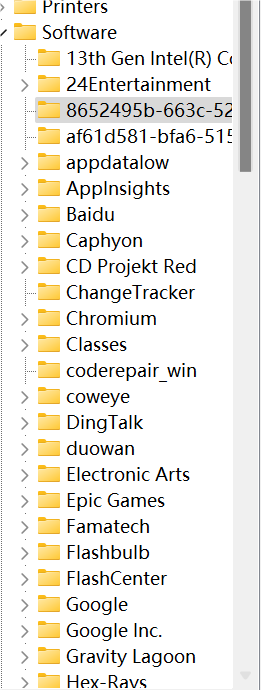 Printers
Software
13th Gen Intel(R) Co
24Entertainment
8652495b-663c-52
af61d581-bfa6-515
appdatalow
AppInsights
Baidu
Caphyon
CD Projekt Red
ChangeTracker
Chromium
Classes
coderepair_win
coweye
DingTalk
duowan
Electronic Arts
Epic Games
Famatech
Flashbulb
FlashCenter
Google
Google Inc.
Gravity Lagoon
Hex-Rays